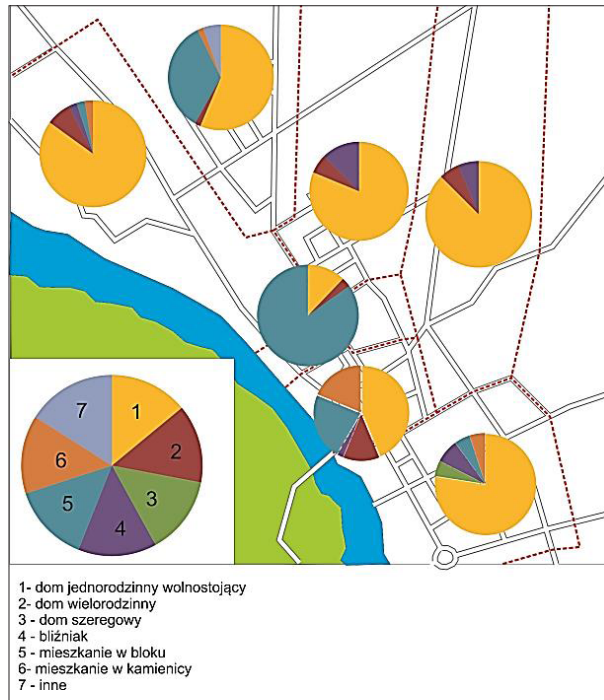 7
1
6
2
5
3
4
1- dom jednorodzinny wolnostojący
2- dom wielorodzinny
3 - dom szeregowy
4 - bliźniak
5 - mieszkanie w bloku
6- mieszkanie w kamienicy
7 - inne